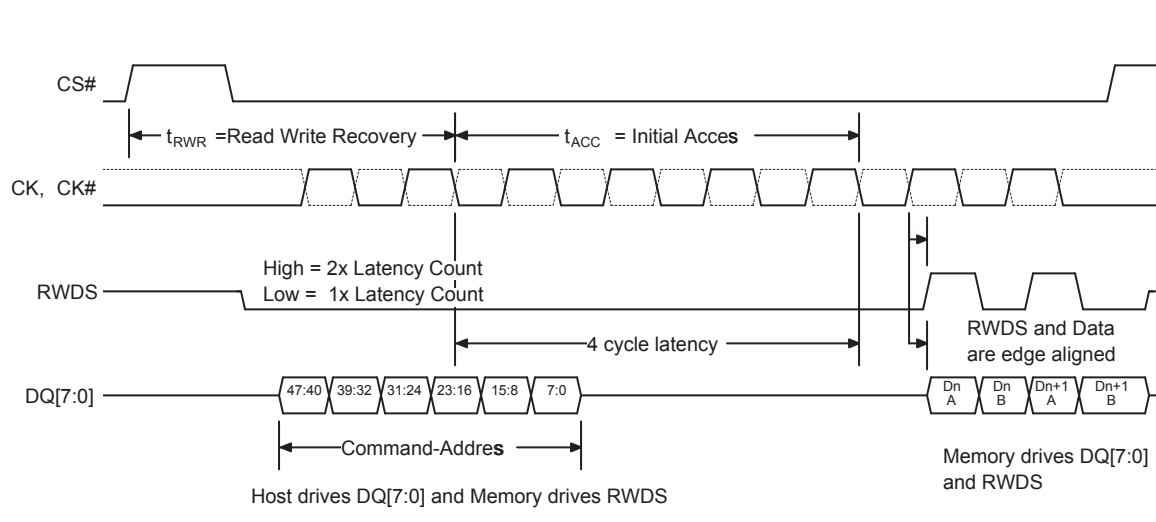 CS#
tRWR =Read Write Recovery
tACC = Initial Acces
CK, CK#
High = 2x Latency Count
Low = 1x Latency Count
RWDS
RWDS and Data
are edge aligned
4 cycle latency
DQ[7:0]
47:40 39:32 31:24 23:16 15:8 7:0
Dn Dn Dn+1 Dn+1
A B A B
Command-Addres
Memory drives DQ[7:0]
and RWDS
Host drives DQ[7:0] and Memory drives RWDS